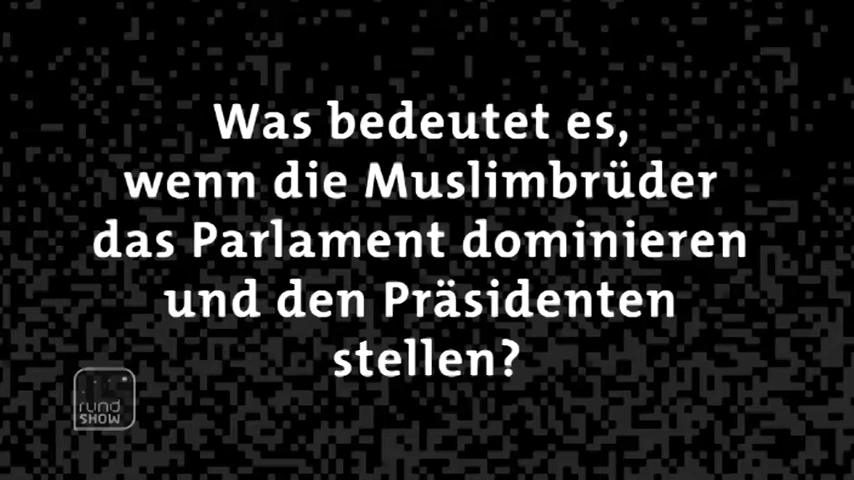 Was bedeutet es,
wenn die Muslimbrüder
das Parlament dominieren
und den Präsidenten
stellen?
rund
SHOW